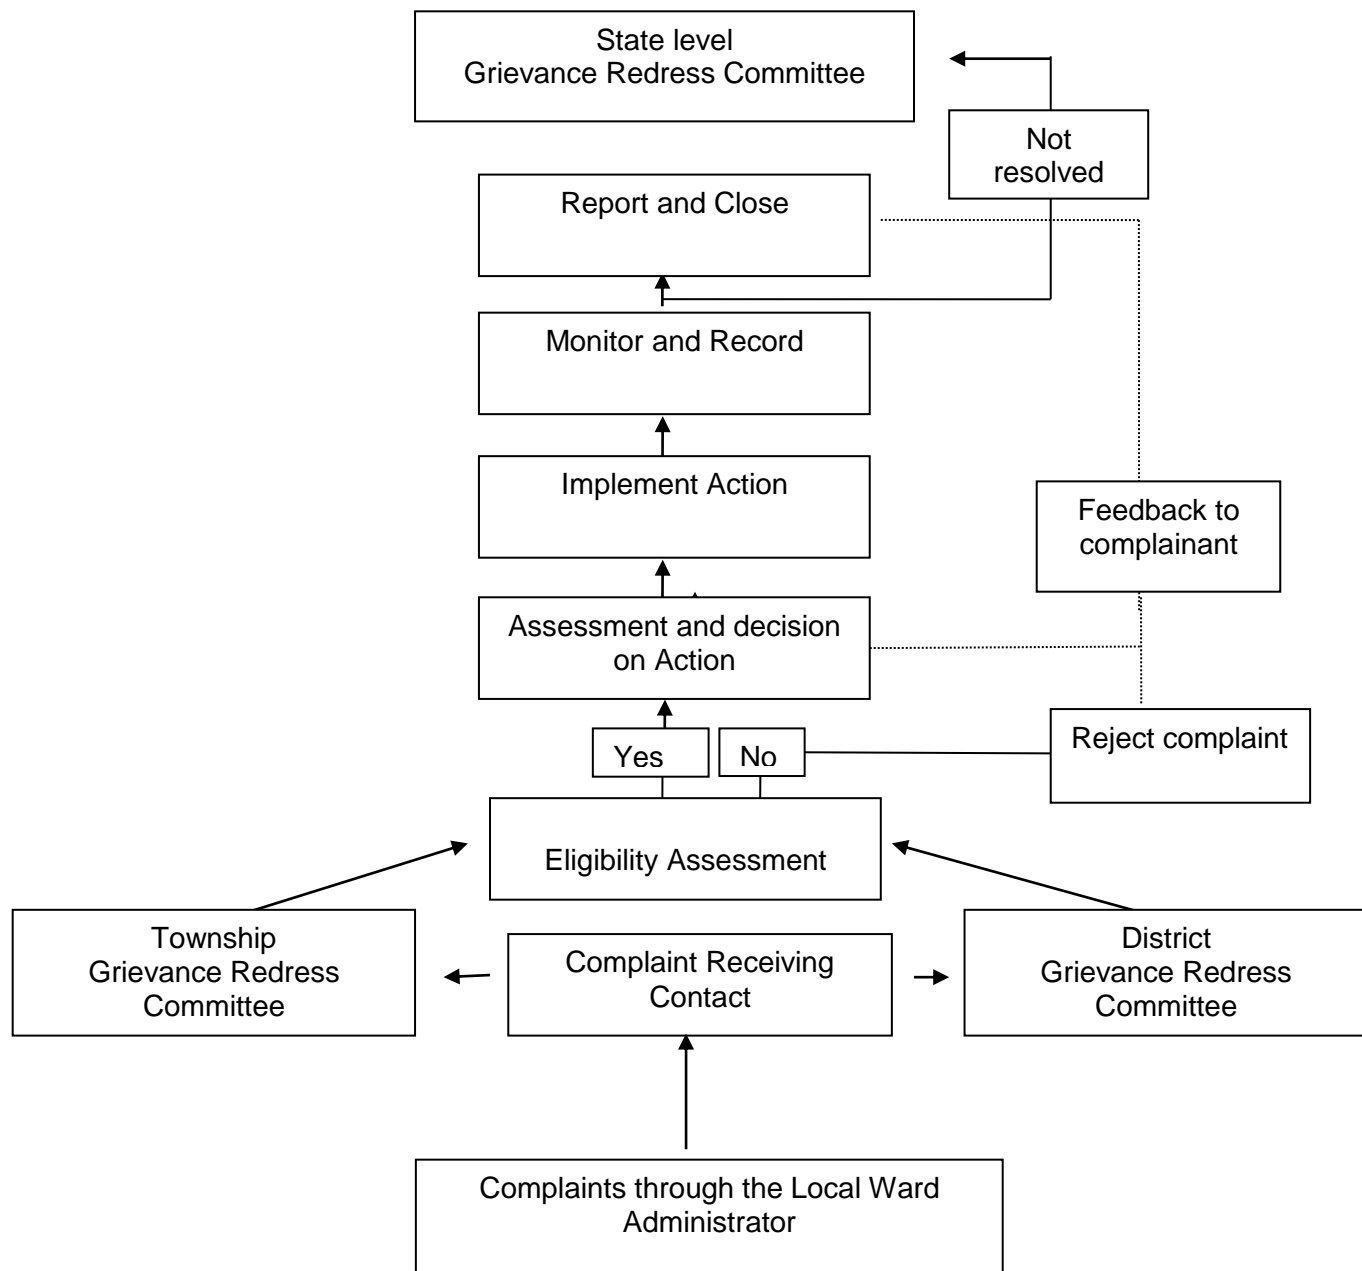 State level
Grievance Redress Committee
Not
resolved
Report and Close
Monitor and Record
Implement Action
Feedback to
complainant
Assessment and decision
on Action
Yes
No
Reject complaint
Eligibility Assessment
Township
Grievance Redress
Committee
Complaint Receiving
Contact
District
Grievance Redress
Committee
Complaints through the Local Ward
Administrator